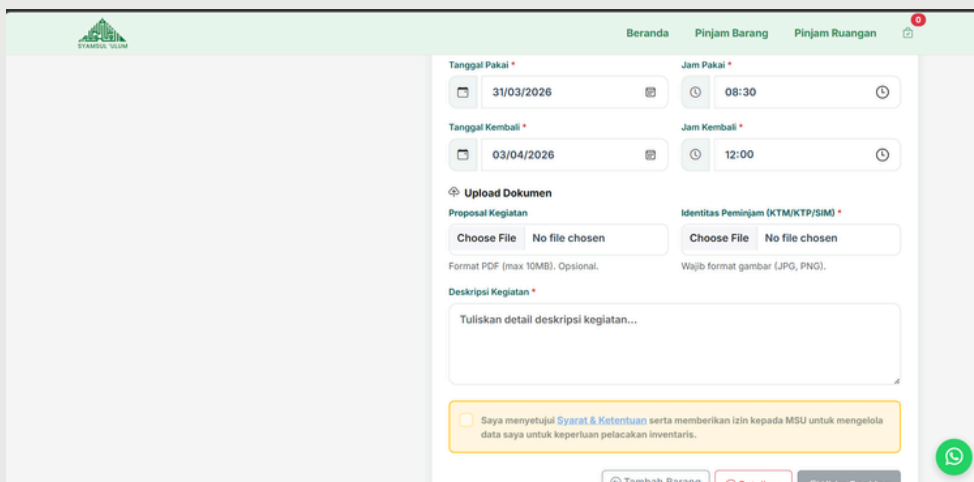 0
SYAMSUL 'ULUM
Beranda Pinjam Barang Pinjam Ruangan
Tanggal Pakai * Jam Pakai *
31/03/2026 08:30
Tanggal Kembali * Jam Kembali *
03/04/2026 12:00
Upload Dokumen
Proposal Kegiatan Identitas Peminjam (KTM/KTP/SIM) *
Choose File No file chosen Choose File No file chosen
Format PDF (max 10MB). Opsional. Wajib format gambar (JPG, PNG).
Deskripsi Kegiatan *
Tuliskan detail deskripsi kegiatan...
Saya menyetujui Syarat & Ketentuan serta memberikan izin kepada MSU untuk mengelola
data saya untuk keperluan pelacakan inventaris.
Tambah Barang